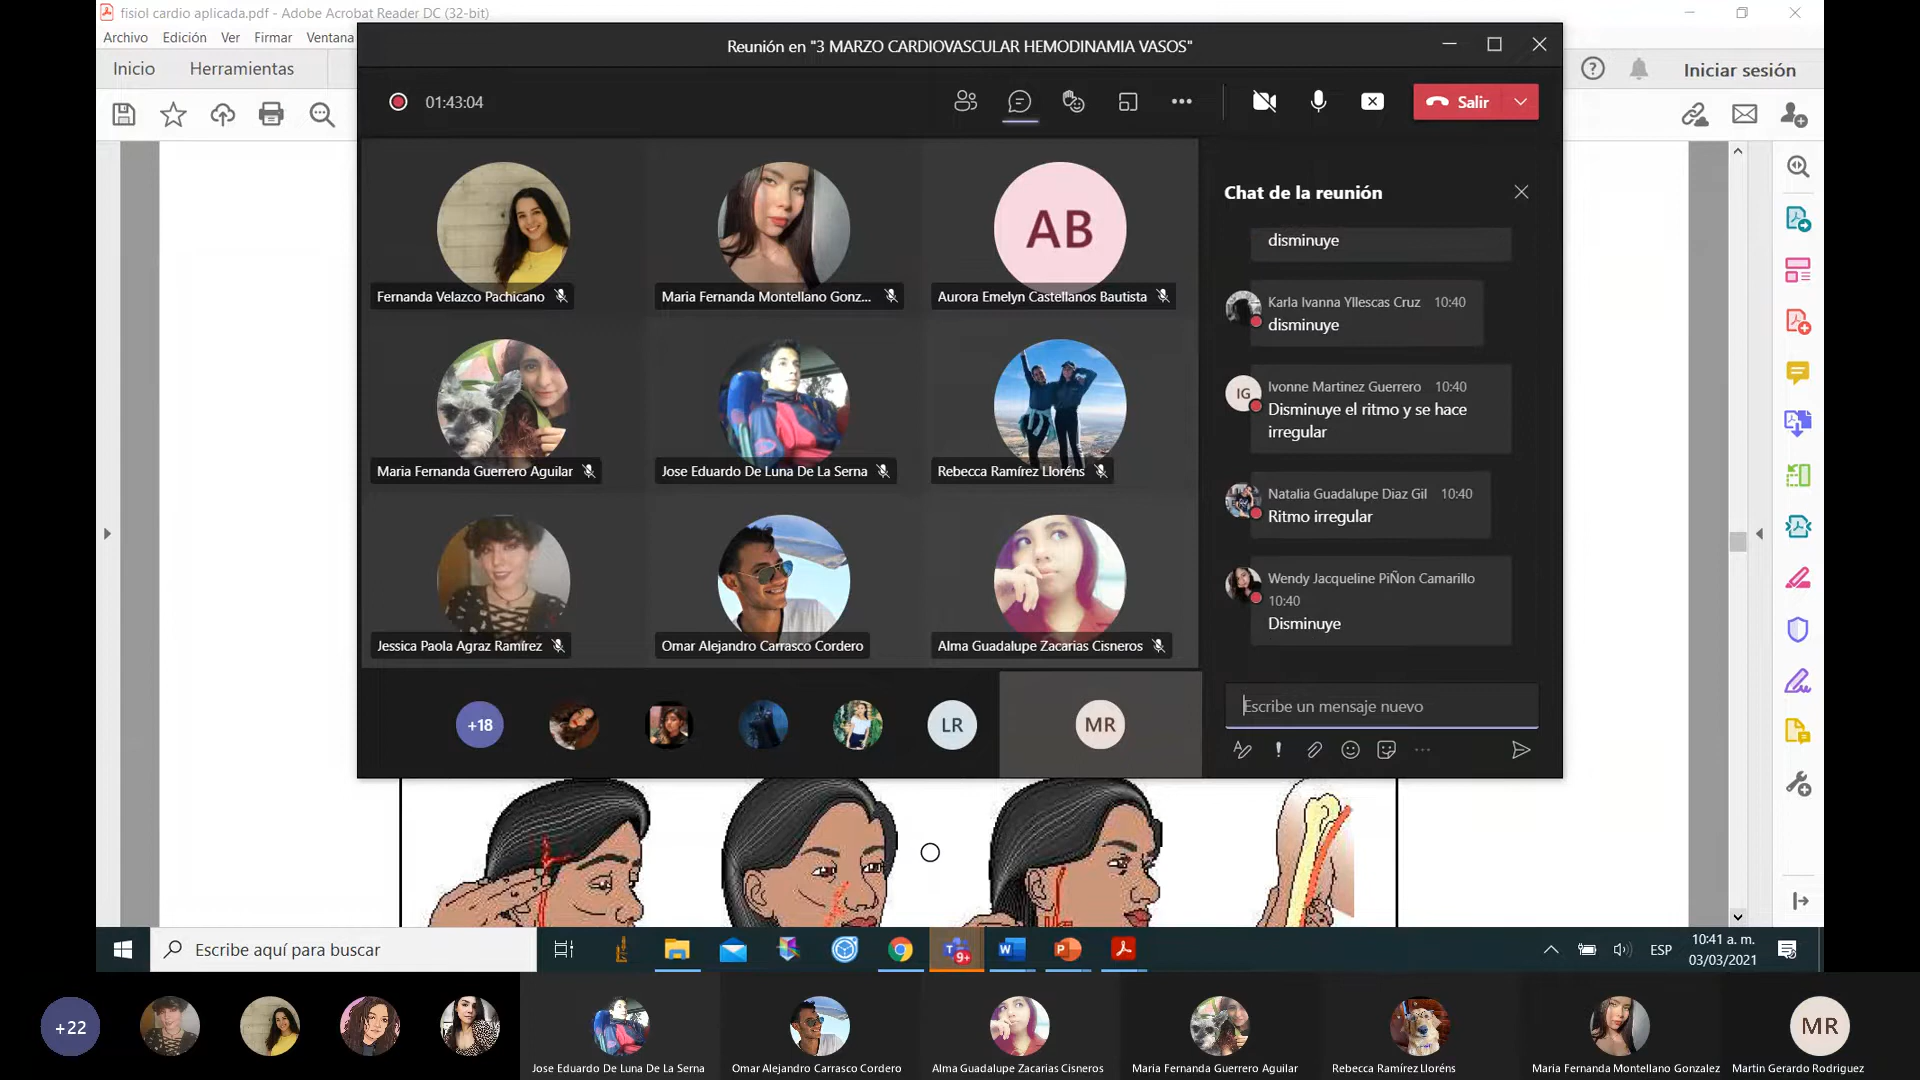 fisiol cardio aplicada.pdf - Adobe Acrobat Reader DC (32-bit)
Archivo Edición Ver Firmar Ventana
Inicio Herramientas
Iniciar sesión
Reunión en "3 MARZO CARDIOVASCULAR HEMODINAMIA VASOS"
01:43:04
Salir
Fernanda Velazco Pachicano
Maria Fernanda Montellano Gonz...
AB
Aurora Emelyn Castellanos Bautista
Maria Fernanda Guerrero Aguilar
Jose Eduardo De Luna De La Serna
Rebecca Ramírez Lloréns
Jessica Paola Agraz Ramírez
Omar Alejandro Carrasco Cordero
Alma Guadalupe Zacarias Cisneros
+18
LR
MR
Chat de la reunión
disminuye
Karla Ivanna Yllescas Cruz 10:40
disminuye
IG
Ivonne Martinez Guerrero 10:40
Disminuye el ritmo y se hace
irregular
Natalia Guadalupe Diaz Gil 10:40
Ritmo irregular
Wendy Jacqueline PiÑon Camarillo
10:40
Disminuye
Escribe un mensaje nuevo
Escribe aquí para buscar
9+
ESP
10:41 a. m.
03/03/2021
+22
Jose Eduardo De Luna De La Serna
Omar Alejandro Carrasco Cordero
Alma Guadalupe Zacarias Cisneros
Maria Fernanda Guerrero Aguilar
Rebecca Ramírez Lloréns
Maria Fernanda Montellano Gonzalez
MR
Martin Gerardo Rodriguez